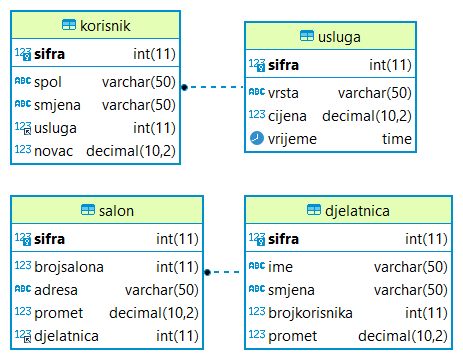 korisnik
123 sifra int(11)
ABC spol varchar(50)
ABC smjena varchar(50)
123 usluga int(11)
123 novac decimal(10,2)
usluga
123 sifra int(11)
ABC vrsta varchar(50)
123 cijena decimal(10,2)
vrijeme time
salon
123 sifra int(11)
123 brojsalona int(11)
ABC adresa varchar(50)
123 promet decimal(10,2)
123 djelatnica int(11)
djelatnica
123 sifra int(11)
ABC ime varchar(50)
ABC smjena varchar(50)
123 brojkorisnika int(11)
123 promet decimal(10,2)